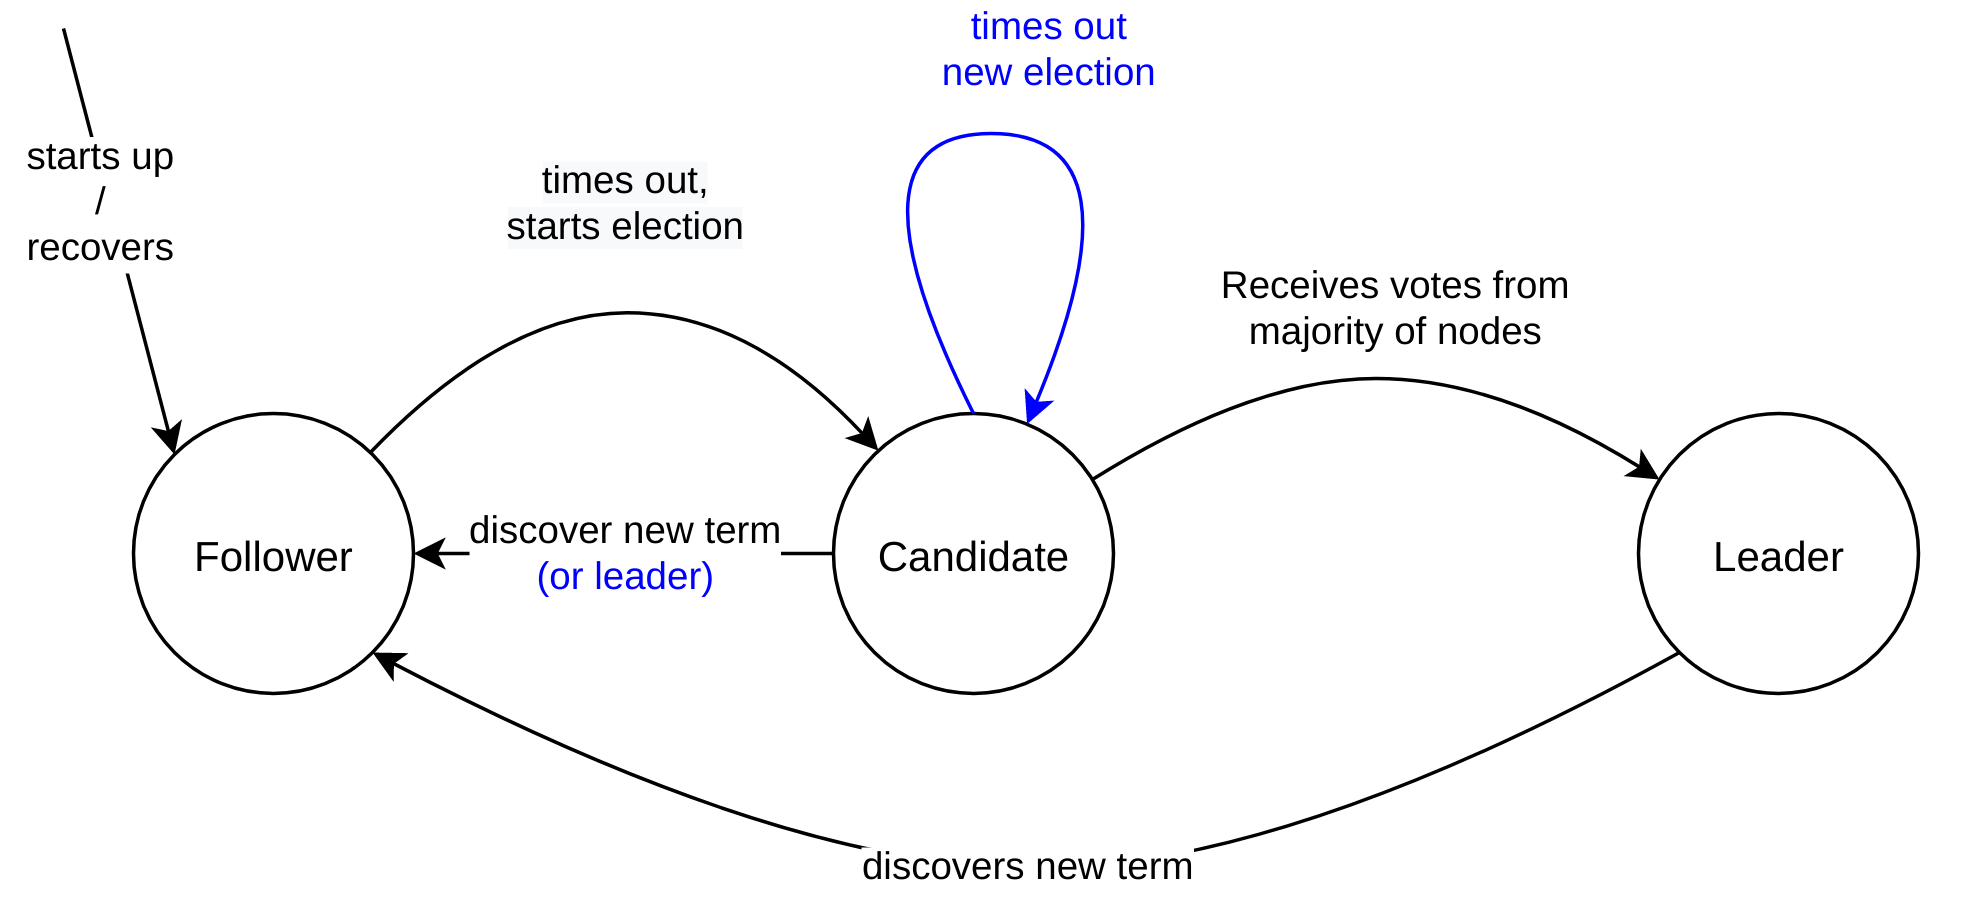 times out
new election
starts up
/
recovers
times out,
starts election
Receives votes from
majority of nodes
discover new term
(or leader)
Follower
Candidate
Leader
discovers new term